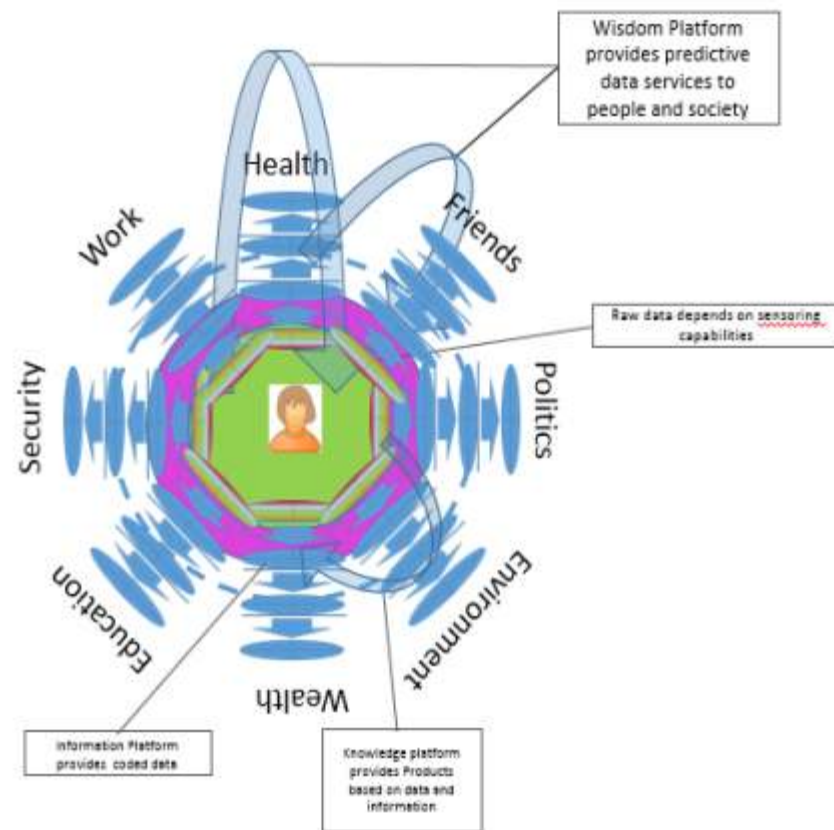 Wisdom Platform
provides predictive
data services to
people and society
Health
Friends
Work
Raw data depends on sensoring
capabilities
Politics
Security
Environment
Education
Wealth
Information Platform
provides coded data
Knowledge platform
provides Products
based on data and
information